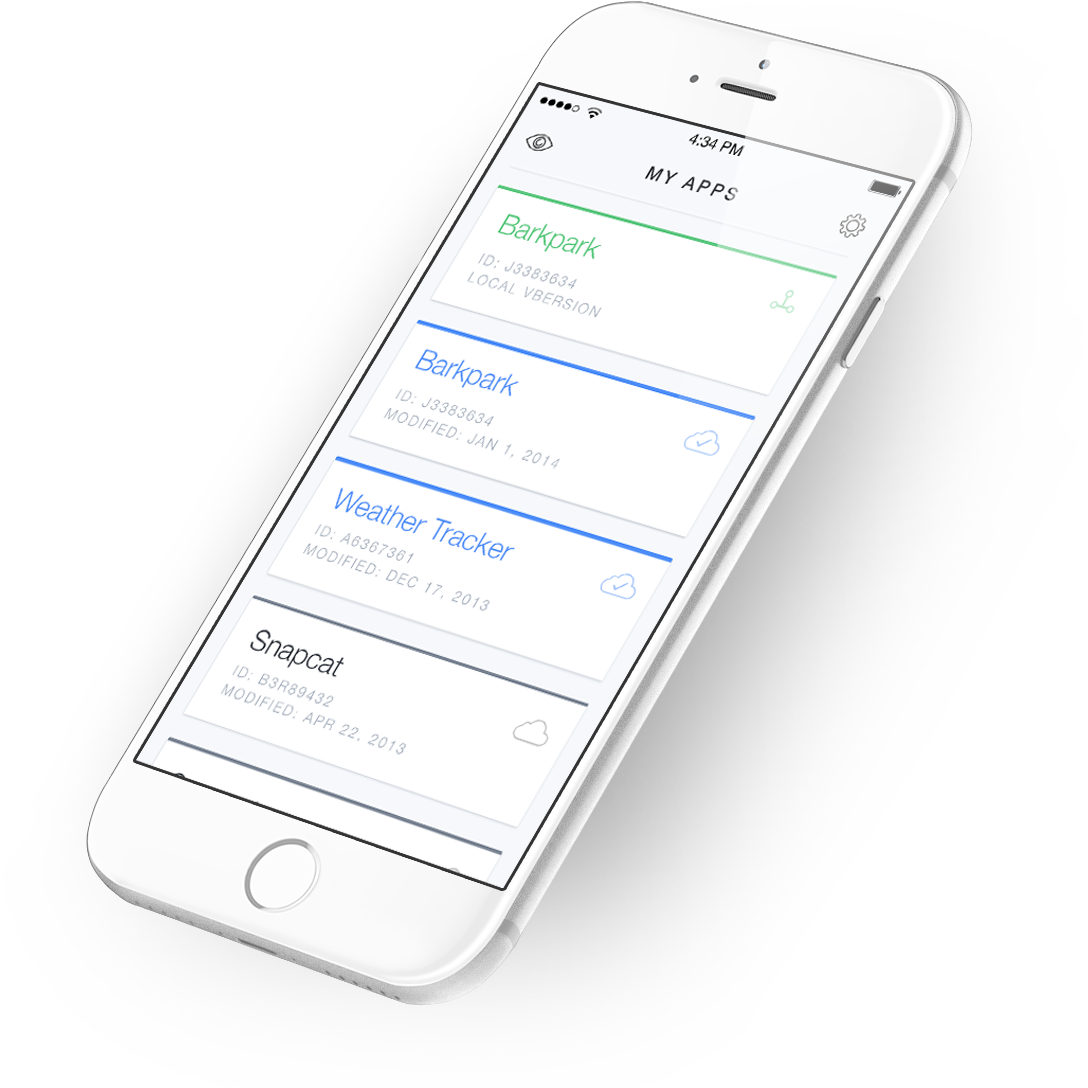 4:34 PM
MY APPS
Barkpark
ID: J3383634
LOCAL VBERSION
Barkpark
ID: J3383634
MODIFIED: JAN 1, 2014
Weather Tracker
ID: A6367361
MODIFIED: DEC 17, 2013
Snapcat
ID: B3R89432
MODIFIED: APR 22, 2013